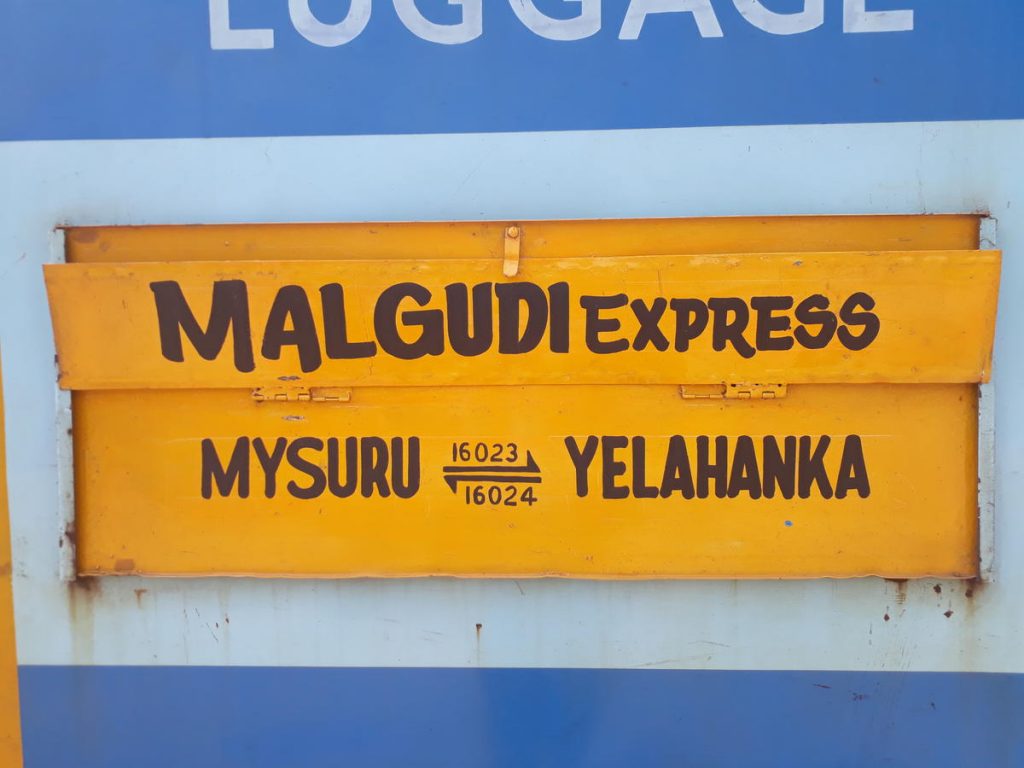 LUGGAGE
MALGUDI EXPRESS
MYSURU 16023 YELAHANKA
16024